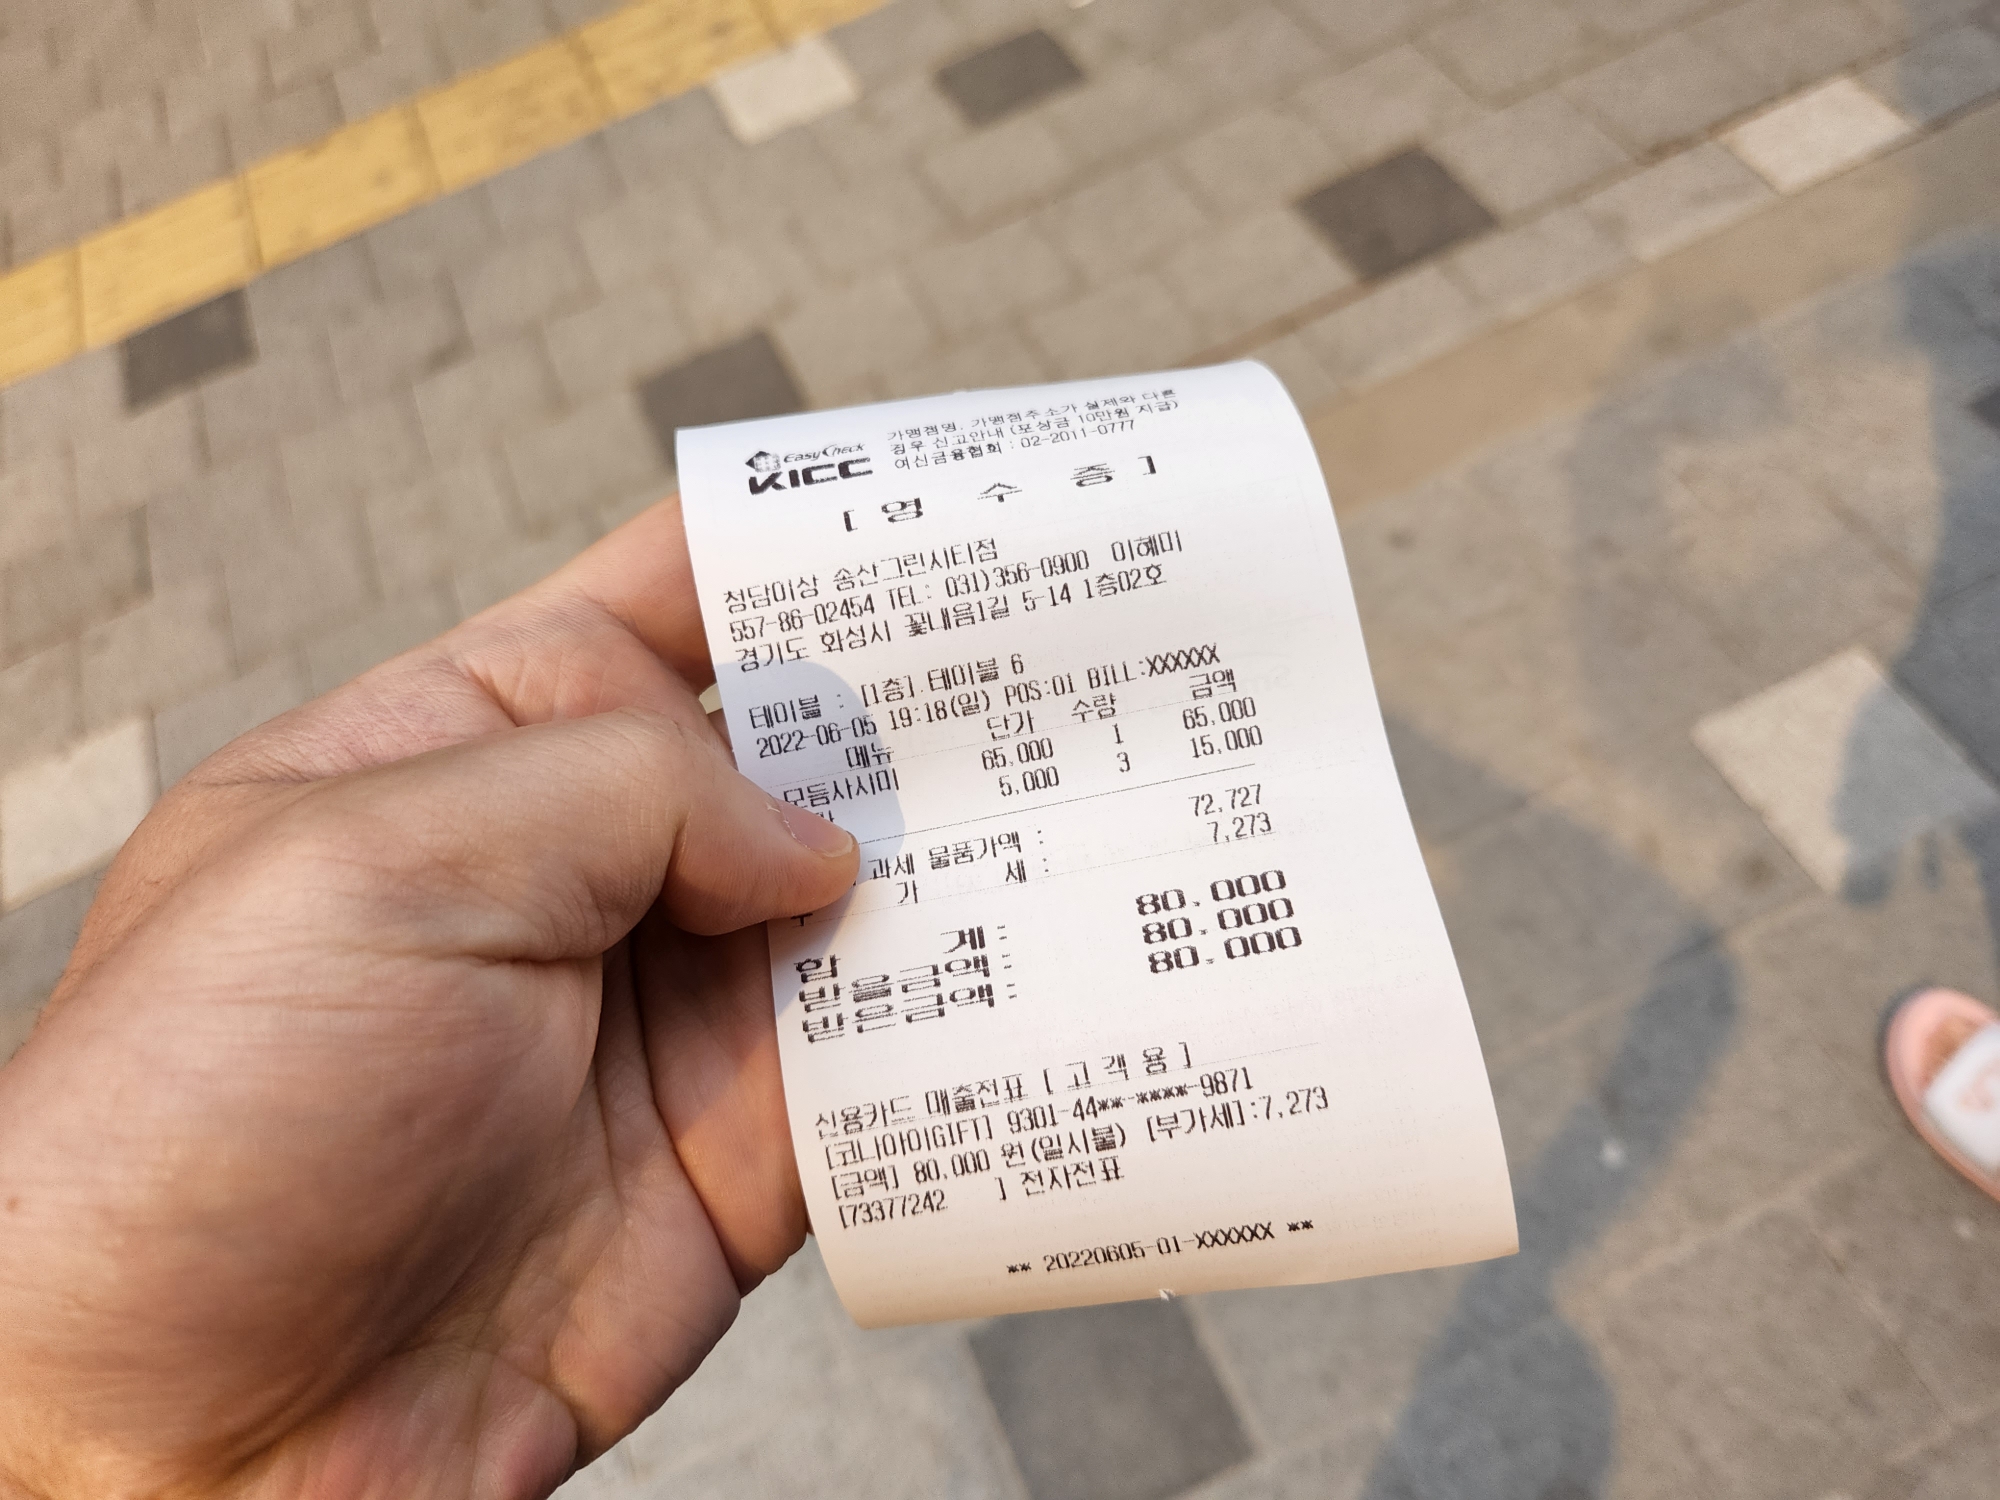 EasyCheck
KICC
가맹점명, 가맹점주소가 실제와 다른
경우 신고안내 (포상금 10만원 지급)
여신금융협회 : 02-2011-0777
[ 영 수 증 ]
청담이상 송산그린시티점
557-86-02454 TEL : 031)356-0900 이혜미
경기도 화성시 꽃내음1길 5-14 1층02호
테이블 : [1층] 테이블 6
2022-06-05 19:18(일) POS:01 BILL:XXXXXX
메뉴 단가 수량 금액
모듬사시미 65,000 1 65,000
5,000 3 15,000
과세 물품가액 : 72,727
부 가 세 : 7,273
합 계 : 80,000
받을금액 : 80,000
받은금액 : 80,000
신용카드 매출전표 [ 고 객 용 ]
[코나아이GIFT] 9301-44**-****-9871
[금액] 80,000 원(일시불) [부가세]:7,273
[73377242 ] 전자전표
** 20220605-01-XXXXXX **